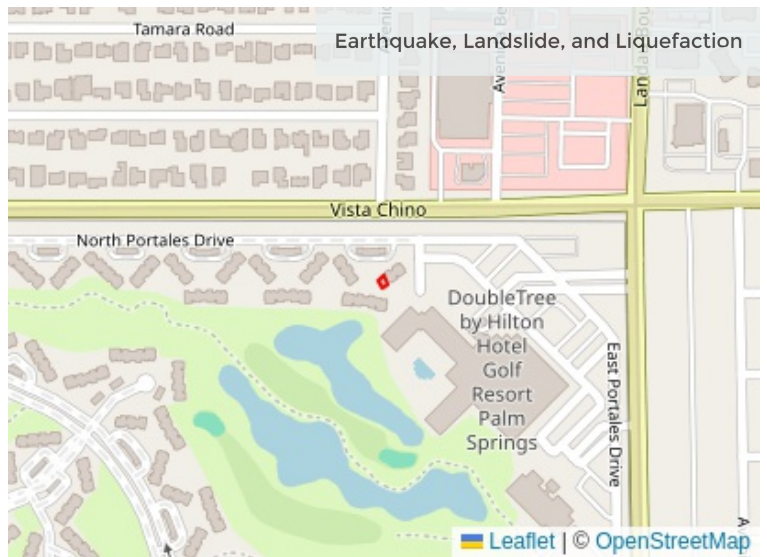 Tamara Road
Earthquake, Landslide, and Liquefaction
Vista Chino
North Portales Drive
DoubleTree
by Hilton
Hotel
Golf
Resort
Palm
Springs
East Portales Drive
Leaflet | © OpenStreetMap